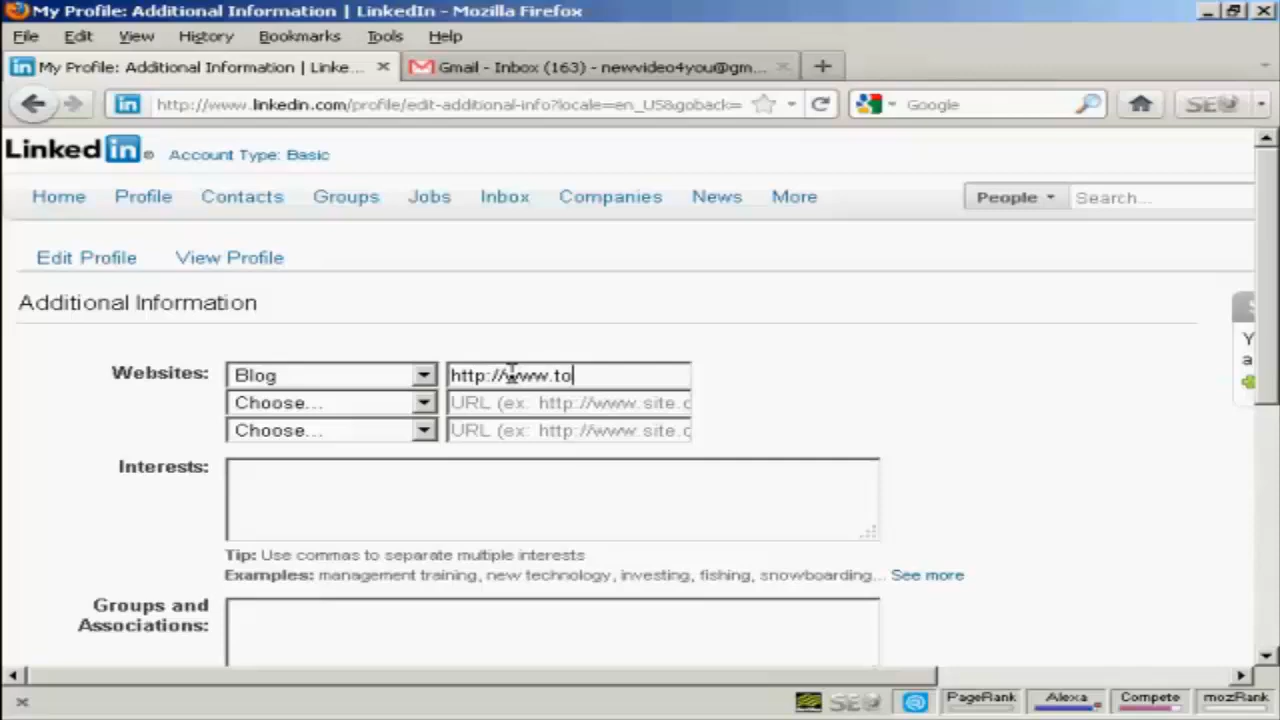 My Profile: Additional Information | LinkedIn - Mozilla Firefox
File Edit View History Bookmarks Tools Help
My Profile: Additional Information | Linke... Gmail - Inbox (163) - newvideo4you@gm...
http://www.linkedin.com/profile/edit-additional-info?locale=en_US&goback= Google SEO
Linked in ® Account Type: Basic
Home Profile Contacts Groups Jobs Inbox Companies News More People Search...
Edit Profile View Profile
Additional Information
Websites: Blog http://www.to
Choose... URL (ex: http://www.site.c
Choose... URL (ex: http://www.site.c
Interests:
Tip: Use commas to separate multiple interests
Examples: management training, new technology, investing, fishing, snowboarding... See more
Groups and
Associations:
SEO PageRank Alexa Compete mozRank